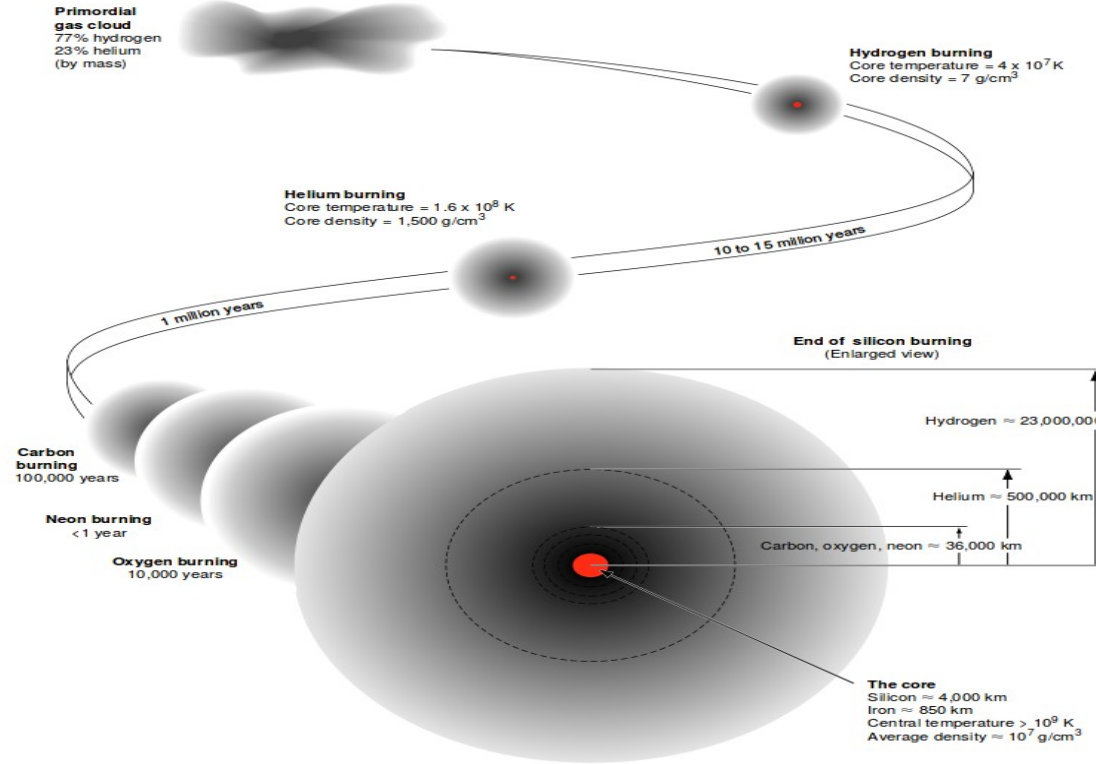 Primordial
gas cloud
77% hydrogen
23% helium
(by mass)
Hydrogen burning
Core temperature = 4 x 10⁷ K
Core density = 7 g/cm³
Helium burning
Core temperature = 1.6 x 10⁸ K
Core density = 1,500 g/cm³
10 to 15 million years
1 million years
End of silicon burning
(Enlarged view)
Hydrogen ≈ 23,000,00
Carbon
burning
100,000 years
Helium ≈ 500,000 km
Neon burning
<1 year
Carbon, oxygen, neon ≈ 36,000 km
Oxygen burning
10,000 years
The core
Silicon ≈ 4,000 km
Iron ≈ 850 km
Central temperature > 10⁹ K
Average density ≈ 10⁷ g/cm³